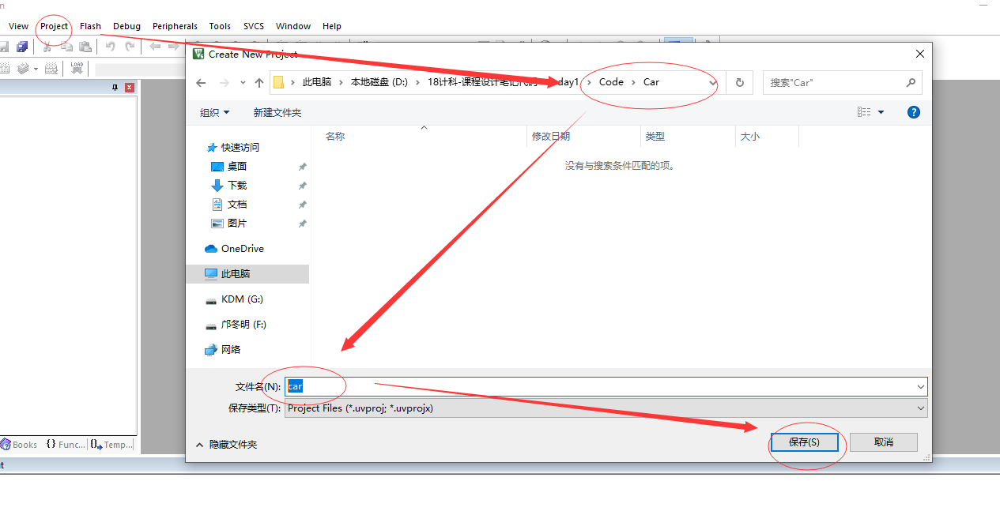 n
View Project Flash Debug Peripherals Tools SVCS Window Help
LOAD
Create New Project
此电脑 本地磁盘 (D:) 18计科-课程设计笔记代码 day1 Code Car
搜索"Car"
组织 新建文件夹
名称 修改日期 类型 大小
没有与搜索条件匹配的项。
快速访问
桌面
下载
文档
图片
OneDrive
此电脑
KDM (G:)
邝冬明 (F:)
网络
文件名(N): car
保存类型(T): Project Files (*.uvproj; *.uvprojx)
隐藏文件夹 保存(S) 取消
Books {} Func... Temp...
t